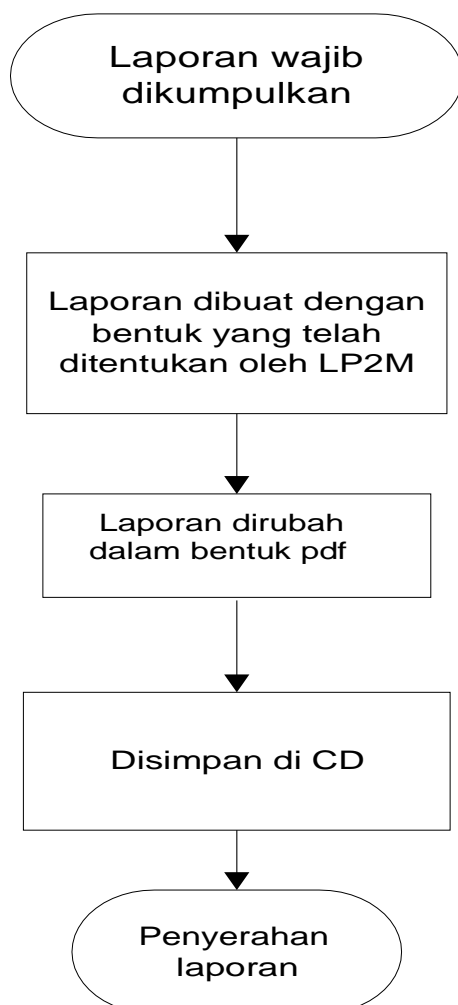 Laporan wajib
dikumpulkan
Laporan dibuat dengan
bentuk yang telah
ditentukan oleh LP2M
Laporan dirubah
dalam bentuk pdf
Disimpan di CD
Penyerahan
laporan